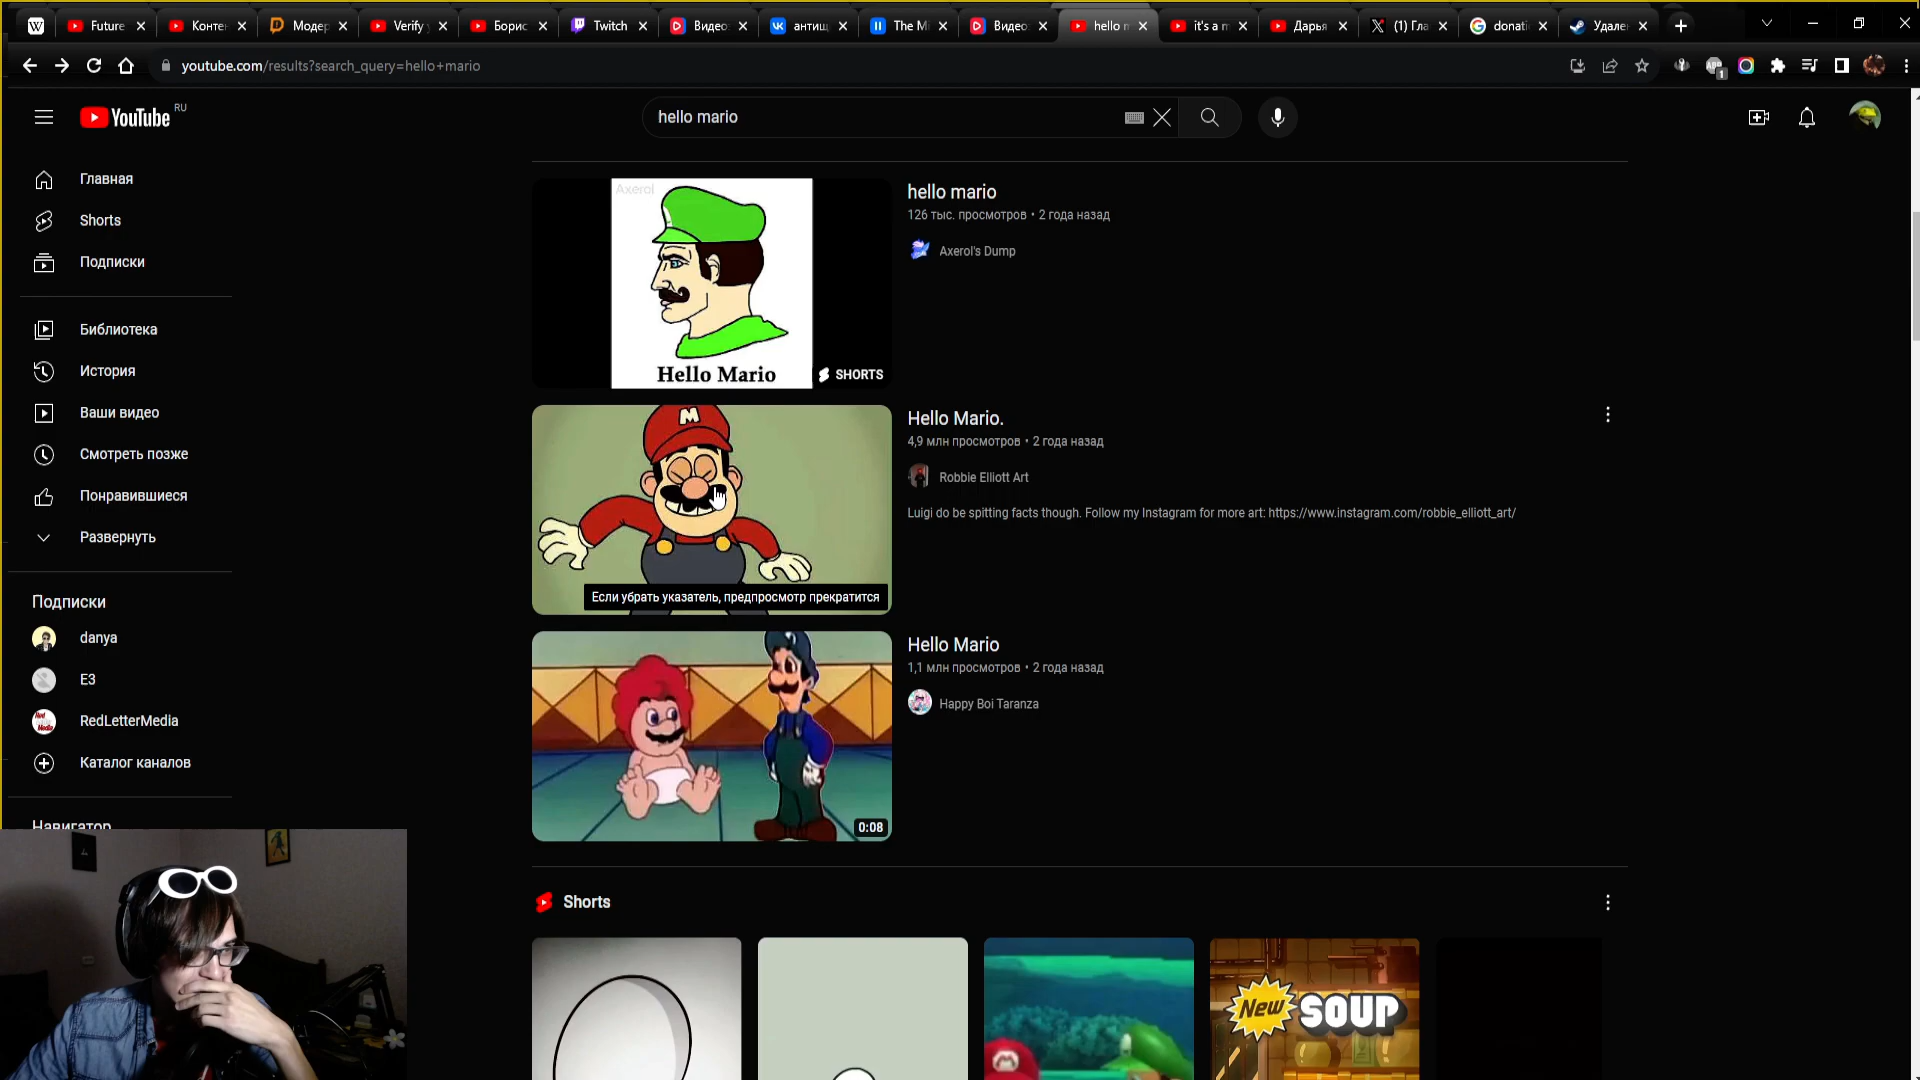 Future
Конте
Модер
Verify
Борис
Twitch
Видео
антиц
The Mi
Видео
hello m
it's a m
Дарья
(1) Гла
donati
Удале
youtube.com/results?search_query=hello+mario
YouTube RU
hello mario
Главная
Shorts
Подписки
Библиотека
История
Ваши видео
Смотреть позже
Понравившиеся
Развернуть
Подписки
danya
E3
RedLetterMedia
Каталог каналов
Навигатор
Axerol
Hello Mario
SHORTS
hello mario
126 тыс. просмотров • 2 года назад
Axerol's Dump
M
Если убрать указатель, предпросмотр прекратится
Hello Mario.
4,9 млн просмотров • 2 года назад
Robbie Elliott Art
Luigi do be spitting facts though. Follow my Instagram for more art: https://www.instagram.com/robbie_elliott_art/
0:08
Hello Mario
1,1 млн просмотров • 2 года назад
Happy Boi Taranza
Shorts
New SOUP